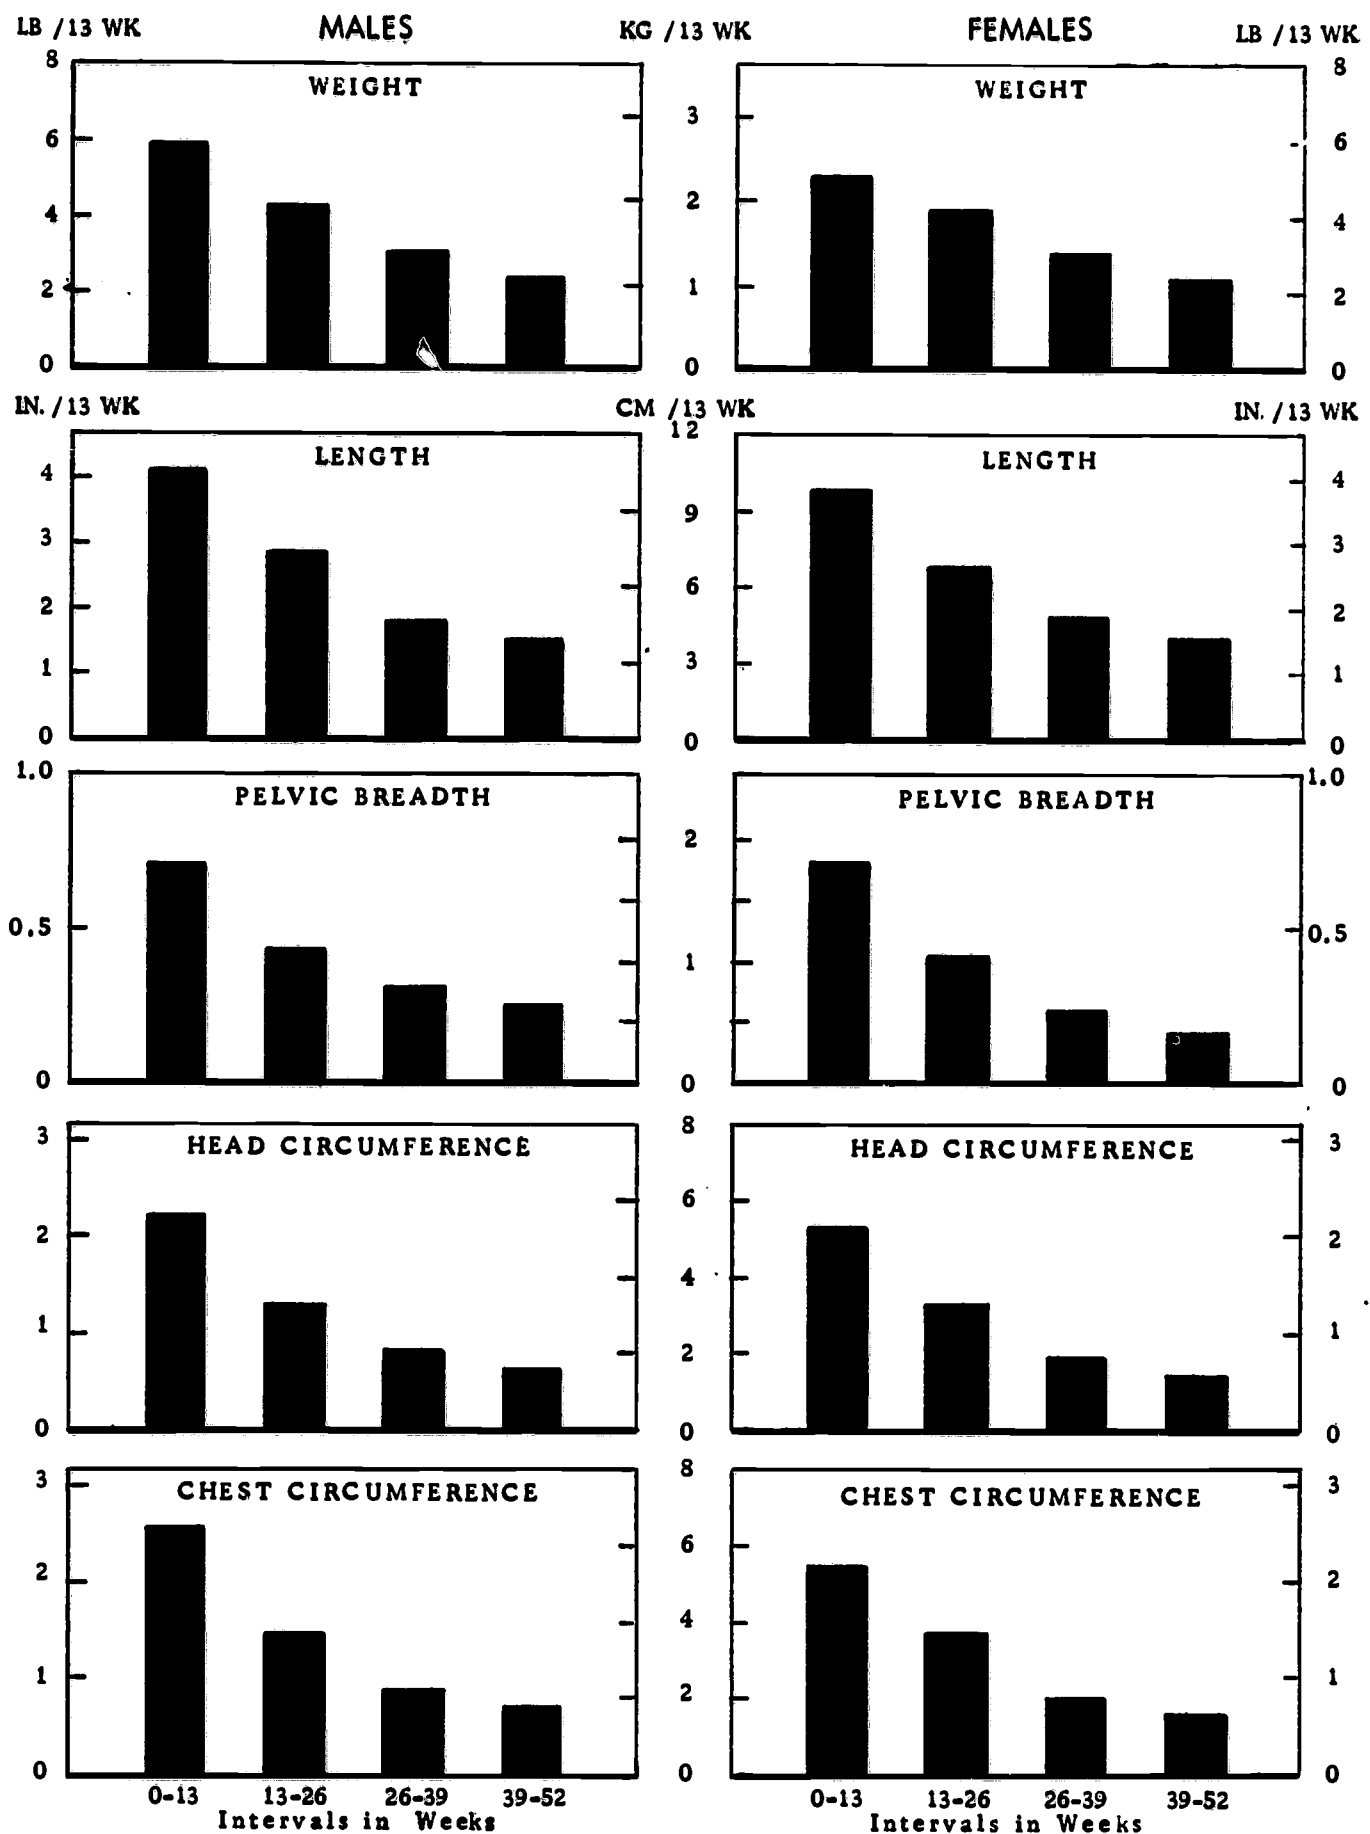 LB /13 WK MALES KG /13 WK FEMALES LB /13 WK
8 WEIGHT WEIGHT 8
6 3 6
4 2 4
2 1 2
0 0 0
IN. /13 WK CM /13 WK IN. /13 WK
12
LENGTH LENGTH
4 9 4
3 3
2 6 2
1 3 1
0 0 0
1.0 1.0
PELVIC BREADTH PELVIC BREADTH
2
0.5 1 0.5
0 0 0
3 8 3
HEAD CIRCUMFERENCE HEAD CIRCUMFERENCE
6
2 4 2
1 2 1
0 0 0
3 8 3
CHEST CIRCUMFERENCE CHEST CIRCUMFERENCE
6
2 4 2
1 2 1
0 0 0
0-13 13-26 26-39 39-52 0-13 13-26 26-39 39-52
Intervals in Weeks Intervals in Weeks